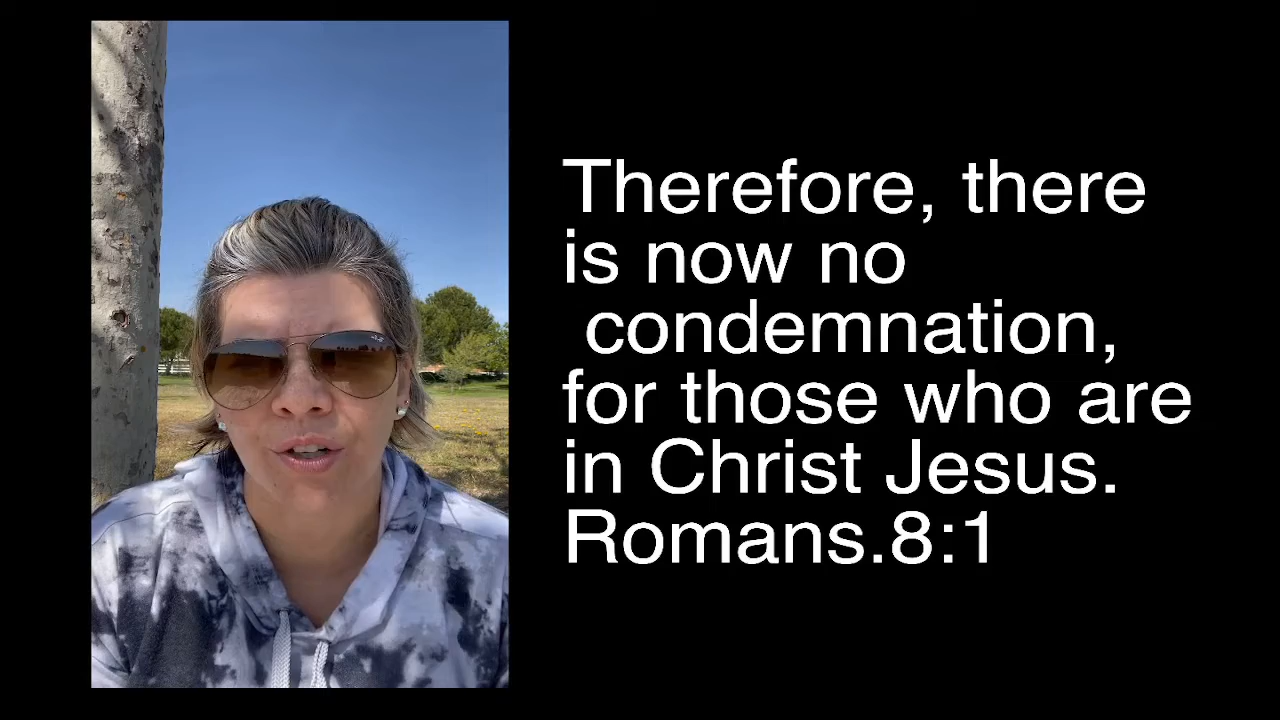 Therefore, there
is now no
condemnation,
for those who are
in Christ Jesus.
Romans.8:1